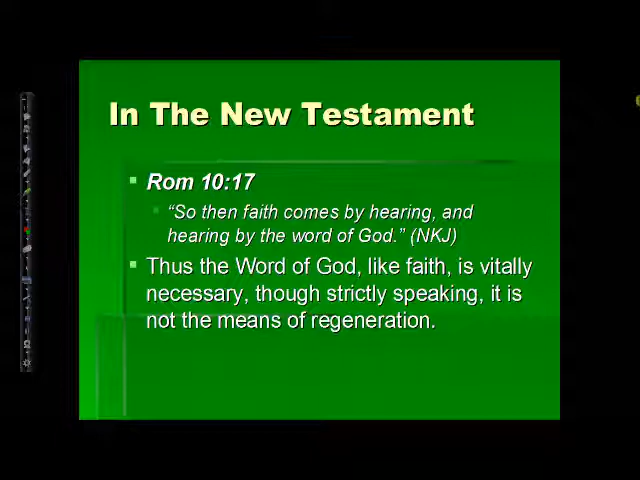 In The New Testament
Rom 10:17
“So then faith comes by hearing, and
hearing by the word of God.” (NKJ)
Thus the Word of God, like faith, is vitally
necessary, though strictly speaking, it is
not the means of regeneration.